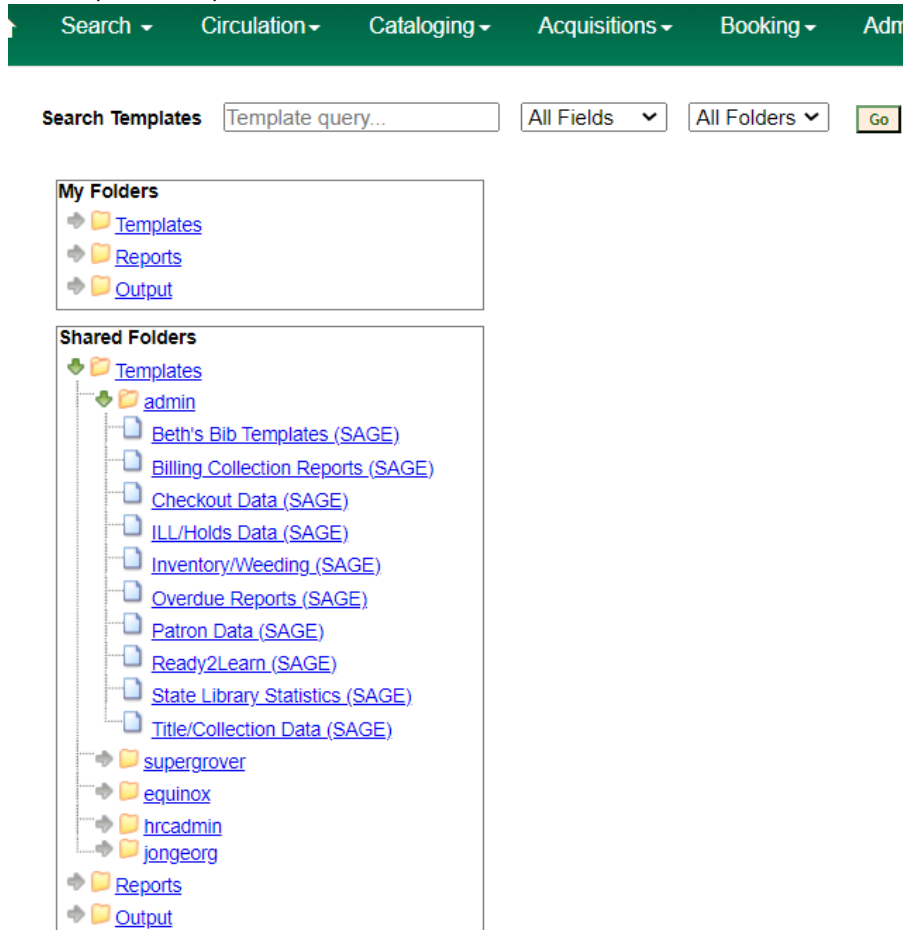 Search Circulation Cataloging Acquisitions Booking Adm
Search Templates Template query... All Fields All Folders Go
My Folders
Templates
Reports
Output
Shared Folders
Templates
admin
Beth's Bib Templates (SAGE)
Billing Collection Reports (SAGE)
Checkout Data (SAGE)
ILL/Holds Data (SAGE)
Inventory/Weeding (SAGE)
Overdue Reports (SAGE)
Patron Data (SAGE)
Ready2Learn (SAGE)
State Library Statistics (SAGE)
Title/Collection Data (SAGE)
supergrover
equinox
hrcadmin
jongeorg
Reports
Output